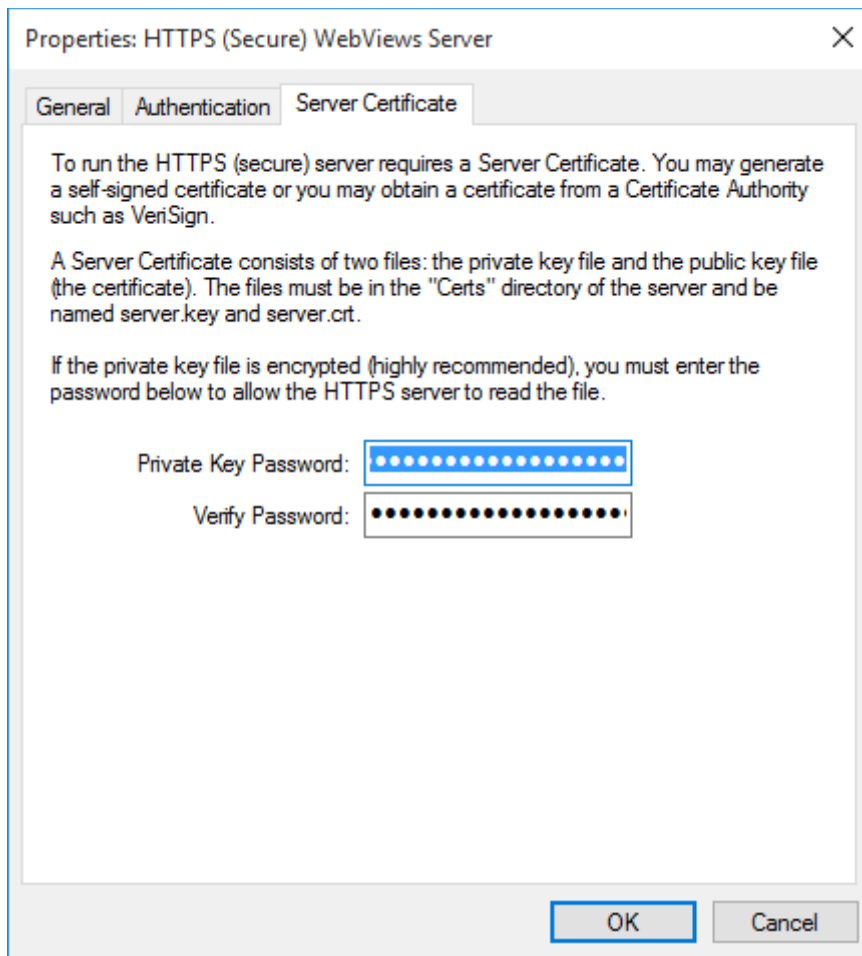 Properties: HTTPS (Secure) WebViews Server
General Authentication Server Certificate
To run the HTTPS (secure) server requires a Server Certificate. You may generate
a self-signed certificate or you may obtain a certificate from a Certificate Authority
such as VeriSign.
A Server Certificate consists of two files: the private key file and the public key file
(the certificate). The files must be in the "Certs" directory of the server and be
named server.key and server.crt.
If the private key file is encrypted (highly recommended), you must enter the
password below to allow the HTTPS server to read the file.
Private Key Password:
Verify Password:
OK Cancel